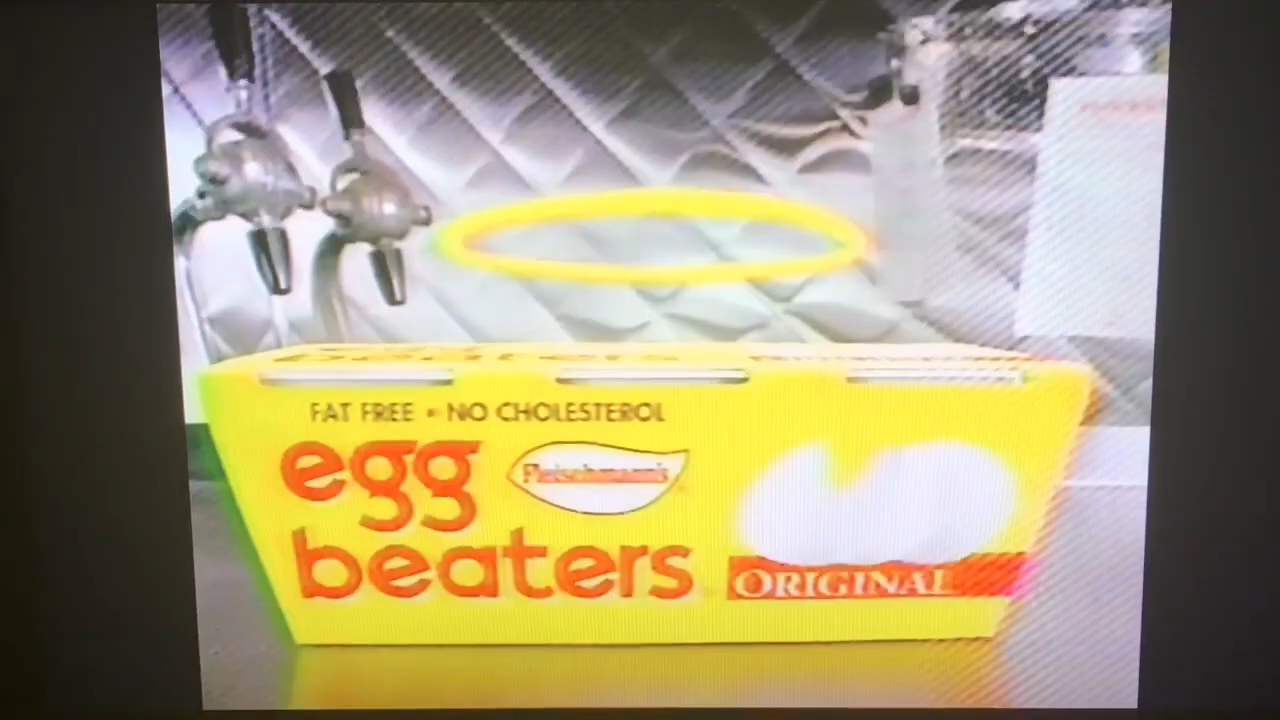 FAT FREE • NO CHOLESTEROL
egg
Fleischmann's
beaters
ORIGINAL